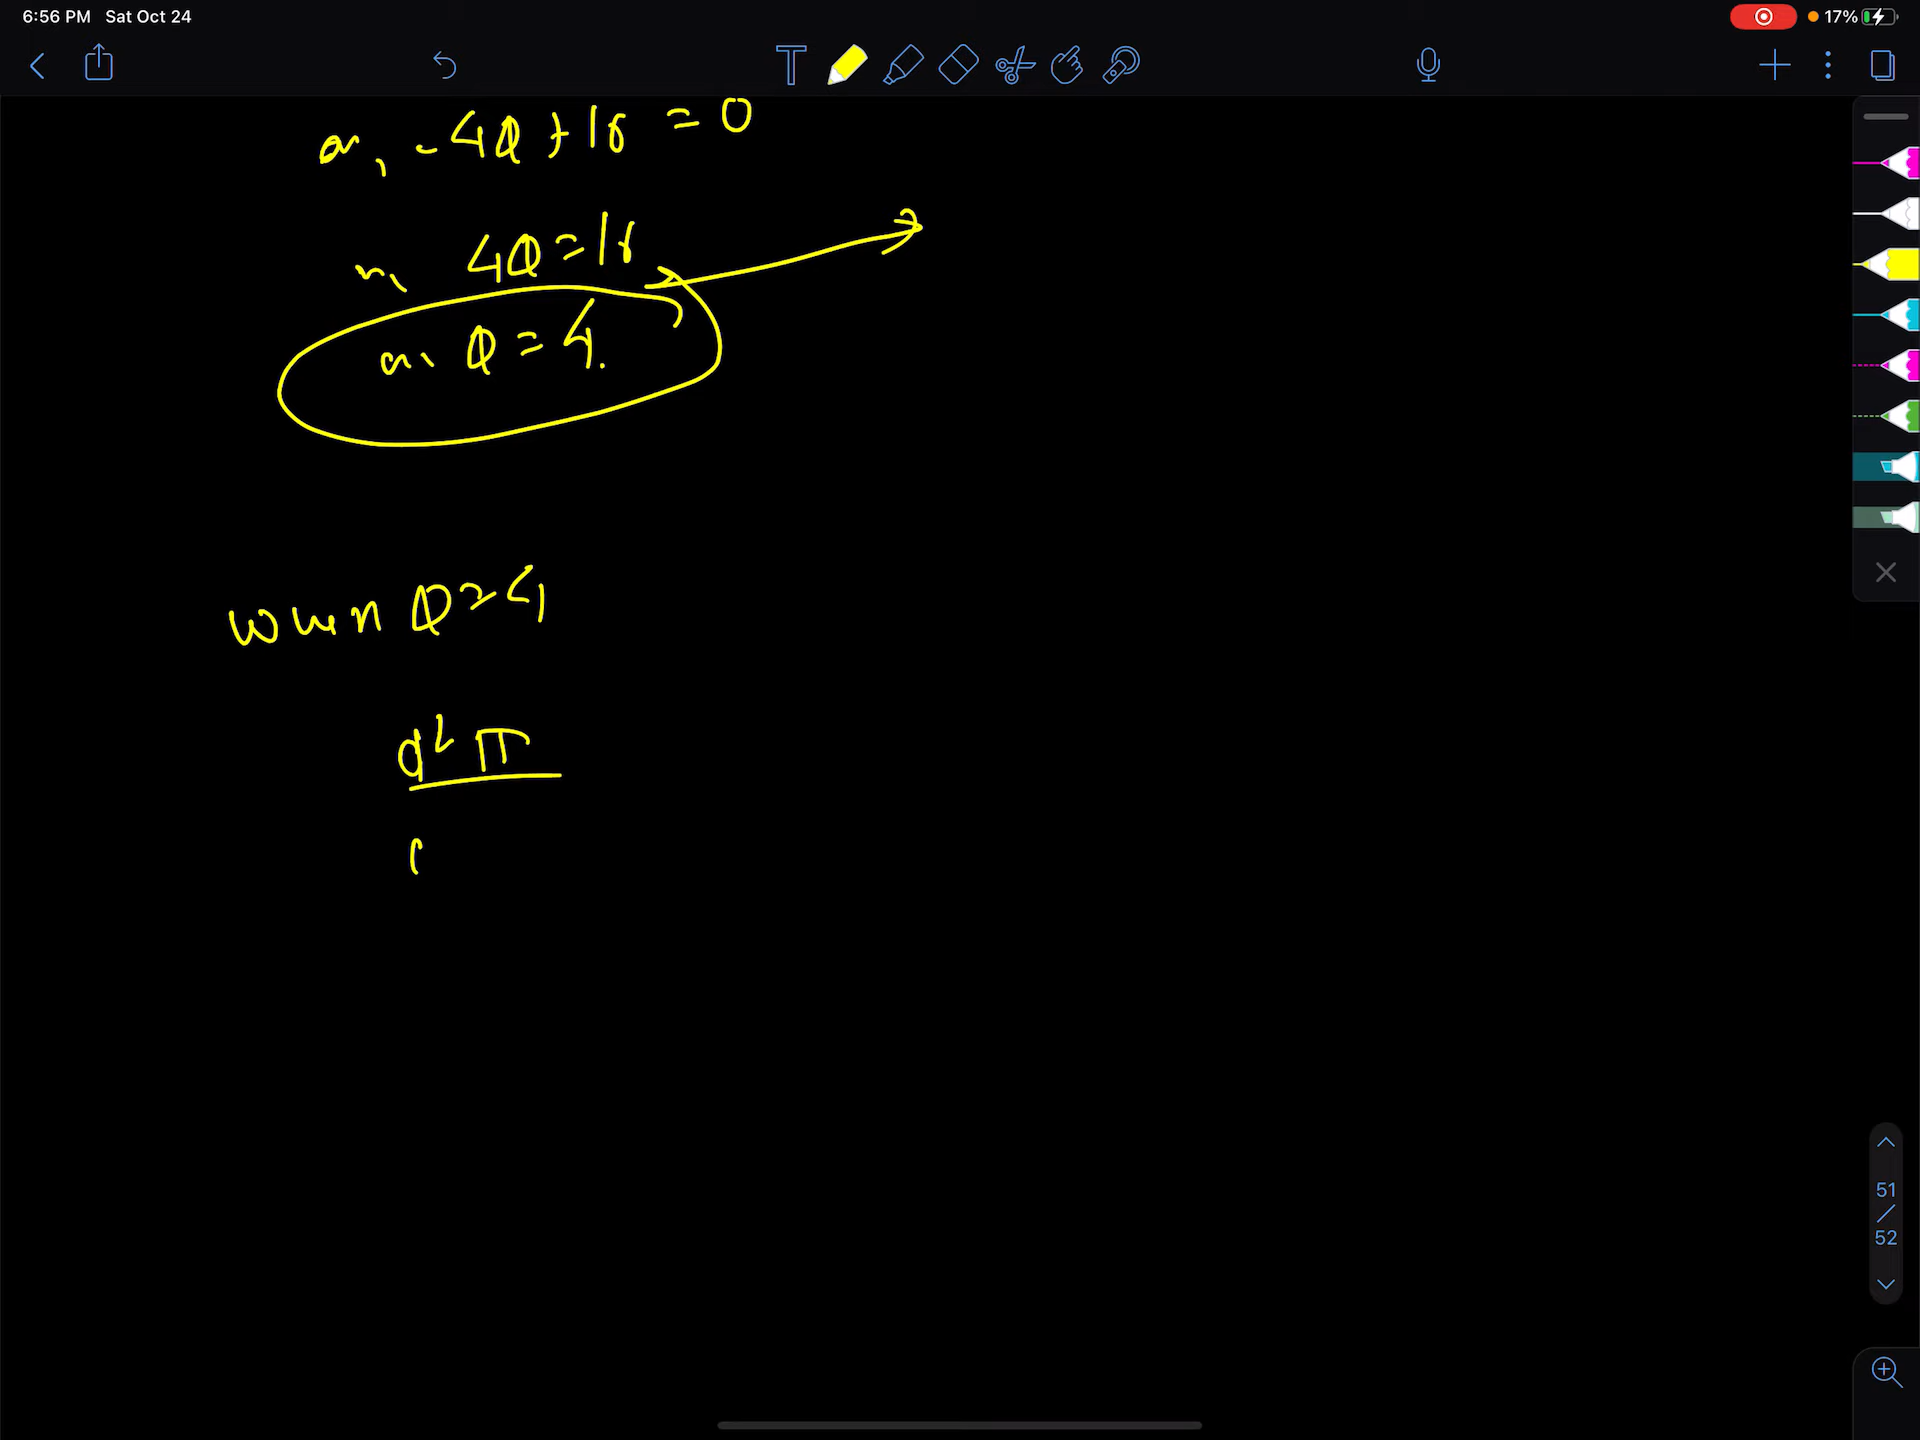 6:56 PM Sat Oct 24
17%
or, -4Q + 16 = 0
or, 4Q = 16
or, Q = 4.
when Q = 4
d² π
51
52